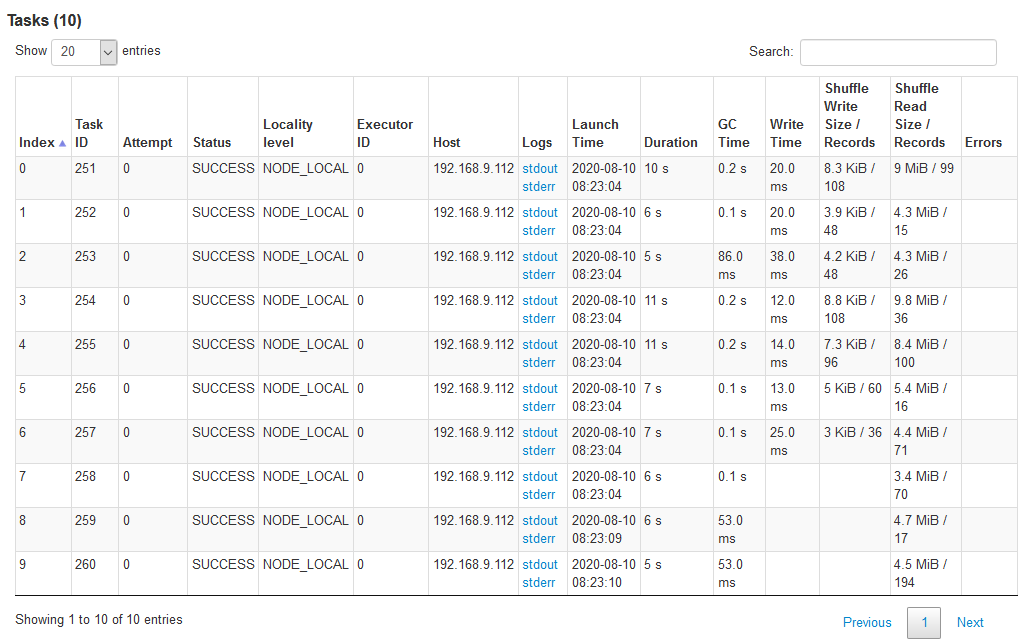 Tasks (10)
Show 20 entries
Search:
Index Task ID Attempt Status Locality level Executor ID Host Logs Launch Time Duration GC Time Write Time Shuffle Write Size / Records Shuffle Read Size / Records Errors
0 251 0 SUCCESS NODE_LOCAL 0 192.168.9.112 stdout stderr 2020-08-10 08:23:04 10 s 0.2 s 20.0 ms 8.3 KiB / 108 9 MiB / 99
1 252 0 SUCCESS NODE_LOCAL 0 192.168.9.112 stdout stderr 2020-08-10 08:23:04 6 s 0.1 s 20.0 ms 3.9 KiB / 48 4.3 MiB / 15
2 253 0 SUCCESS NODE_LOCAL 0 192.168.9.112 stdout stderr 2020-08-10 08:23:04 5 s 86.0 ms 38.0 ms 4.2 KiB / 48 4.3 MiB / 26
3 254 0 SUCCESS NODE_LOCAL 0 192.168.9.112 stdout stderr 2020-08-10 08:23:04 11 s 0.2 s 12.0 ms 8.8 KiB / 108 9.8 MiB / 36
4 255 0 SUCCESS NODE_LOCAL 0 192.168.9.112 stdout stderr 2020-08-10 08:23:04 11 s 0.2 s 14.0 ms 7.3 KiB / 96 8.4 MiB / 100
5 256 0 SUCCESS NODE_LOCAL 0 192.168.9.112 stdout stderr 2020-08-10 08:23:04 7 s 0.1 s 13.0 ms 5 KiB / 60 5.4 MiB / 16
6 257 0 SUCCESS NODE_LOCAL 0 192.168.9.112 stdout stderr 2020-08-10 08:23:04 7 s 0.1 s 25.0 ms 3 KiB / 36 4.4 MiB / 71
7 258 0 SUCCESS NODE_LOCAL 0 192.168.9.112 stdout stderr 2020-08-10 08:23:04 6 s 0.1 s 3.4 MiB / 70
8 259 0 SUCCESS NODE_LOCAL 0 192.168.9.112 stdout stderr 2020-08-10 08:23:09 6 s 53.0 ms 4.7 MiB / 17
9 260 0 SUCCESS NODE_LOCAL 0 192.168.9.112 stdout stderr 2020-08-10 08:23:10 5 s 53.0 ms 4.5 MiB / 194
Showing 1 to 10 of 10 entries
Previous 1 Next